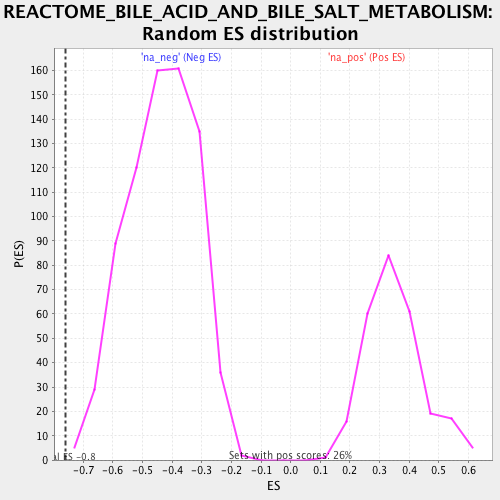 REACTOME_BILE_ACID_AND_BILE_SALT_METABOLISM:
Random ES distribution
'na_neg' (Neg ES) 'na_pos' (Pos ES)
160
150
140
130
120
110
100
90
80
70
60
50
40
30
20
10
0
P(ES)
ES -0.8
Sets with pos scores: 26%
-0.7 -0.6 -0.5 -0.4 -0.3 -0.2 -0.1 0.0 0.1 0.2 0.3 0.4 0.5 0.6
ES